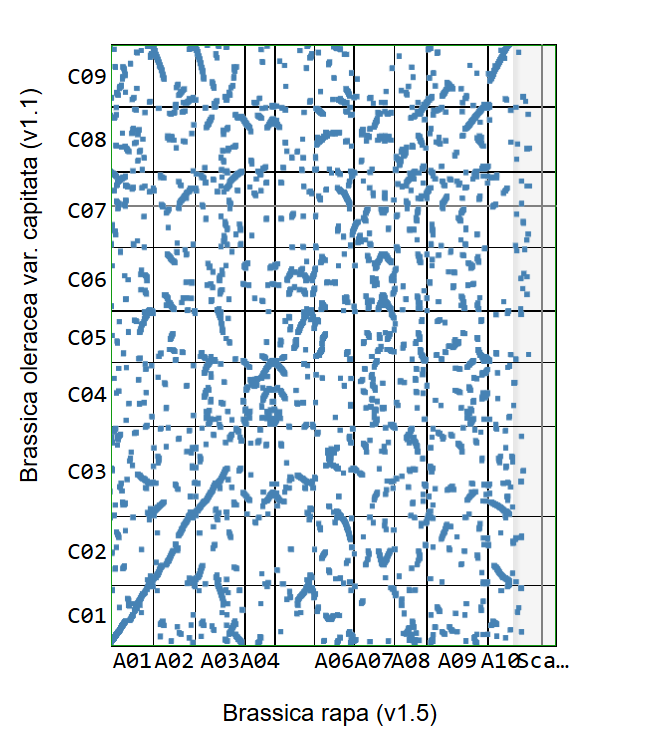 Brassica oleracea var. capitata (v1.1)
C09
C08
C07
C06
C05
C04
C03
C02
C01
A01 A02 A03 A04 A06 A07 A08 A09 A10 Sca…
Brassica rapa (v1.5)